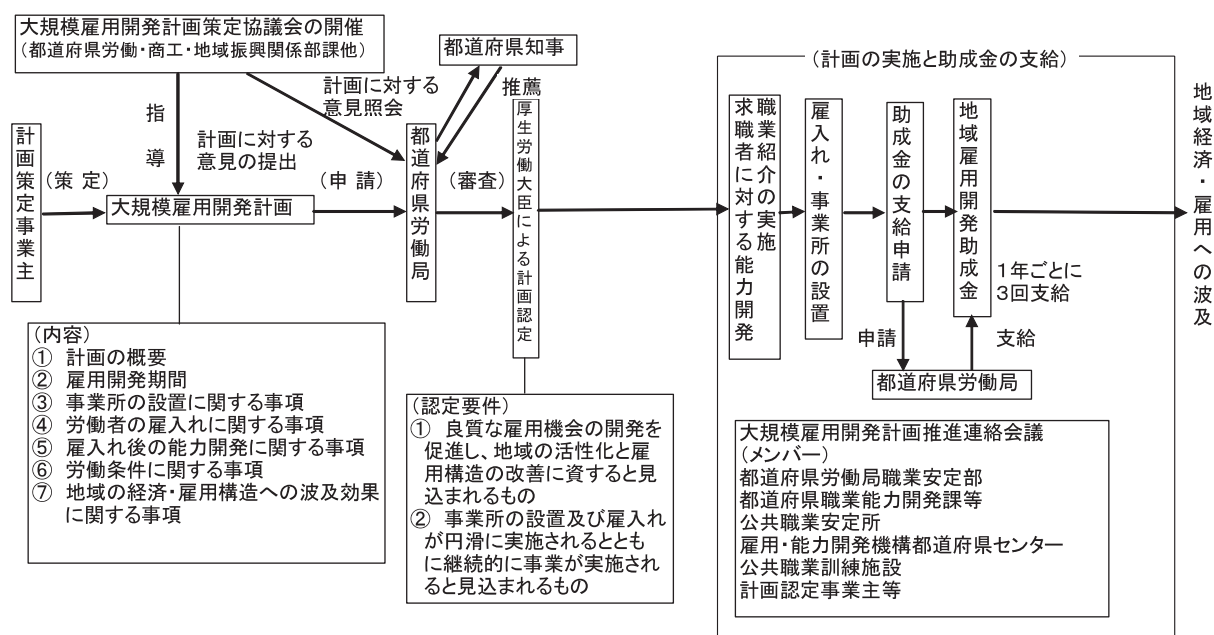 大規模雇用開発計画策定協議会の開催
(都道府県労働・商工・地域振興関係部課他)
都道府県知事
計画に対する
意見照会
推薦
指導
計画に対する
意見の提出
計画策定事業主
(策 定)
大規模雇用開発計画
(申 請)
都道府県労働局
(審査)
厚生労働大臣による計画認定
(計画の実施と助成金の支給)
職業紹介の実施
求職者に対する能力開発
雇入れ・事業所の設置
助成金の支給申請
地域雇用開発助成金
1年ごとに
3回支給
申請
支給
都道府県労働局
地域経済・雇用への波及
(内容)
① 計画の概要
② 雇用開発期間
③ 事業所の設置に関する事項
④ 労働者の雇入れに関する事項
⑤ 雇入れ後の能力開発に関する事項
⑥ 労働条件に関する事項
⑦ 地域の経済・雇用構造への波及効果
に関する事項
(認定要件)
① 良質な雇用機会の開発を
促進し、地域の活性化と雇
用構造の改善に資すると見
込まれるもの
② 事業所の設置及び雇入れ
が円滑に実施されるととも
に継続的に事業が実施され
ると見込まれるもの
大規模雇用開発計画推進連絡会議
(メンバー)
都道府県労働局職業安定部
都道府県職業能力開発課等
公共職業安定所
雇用・能力開発機構都道府県センター
公共職業訓練施設
計画認定事業主等